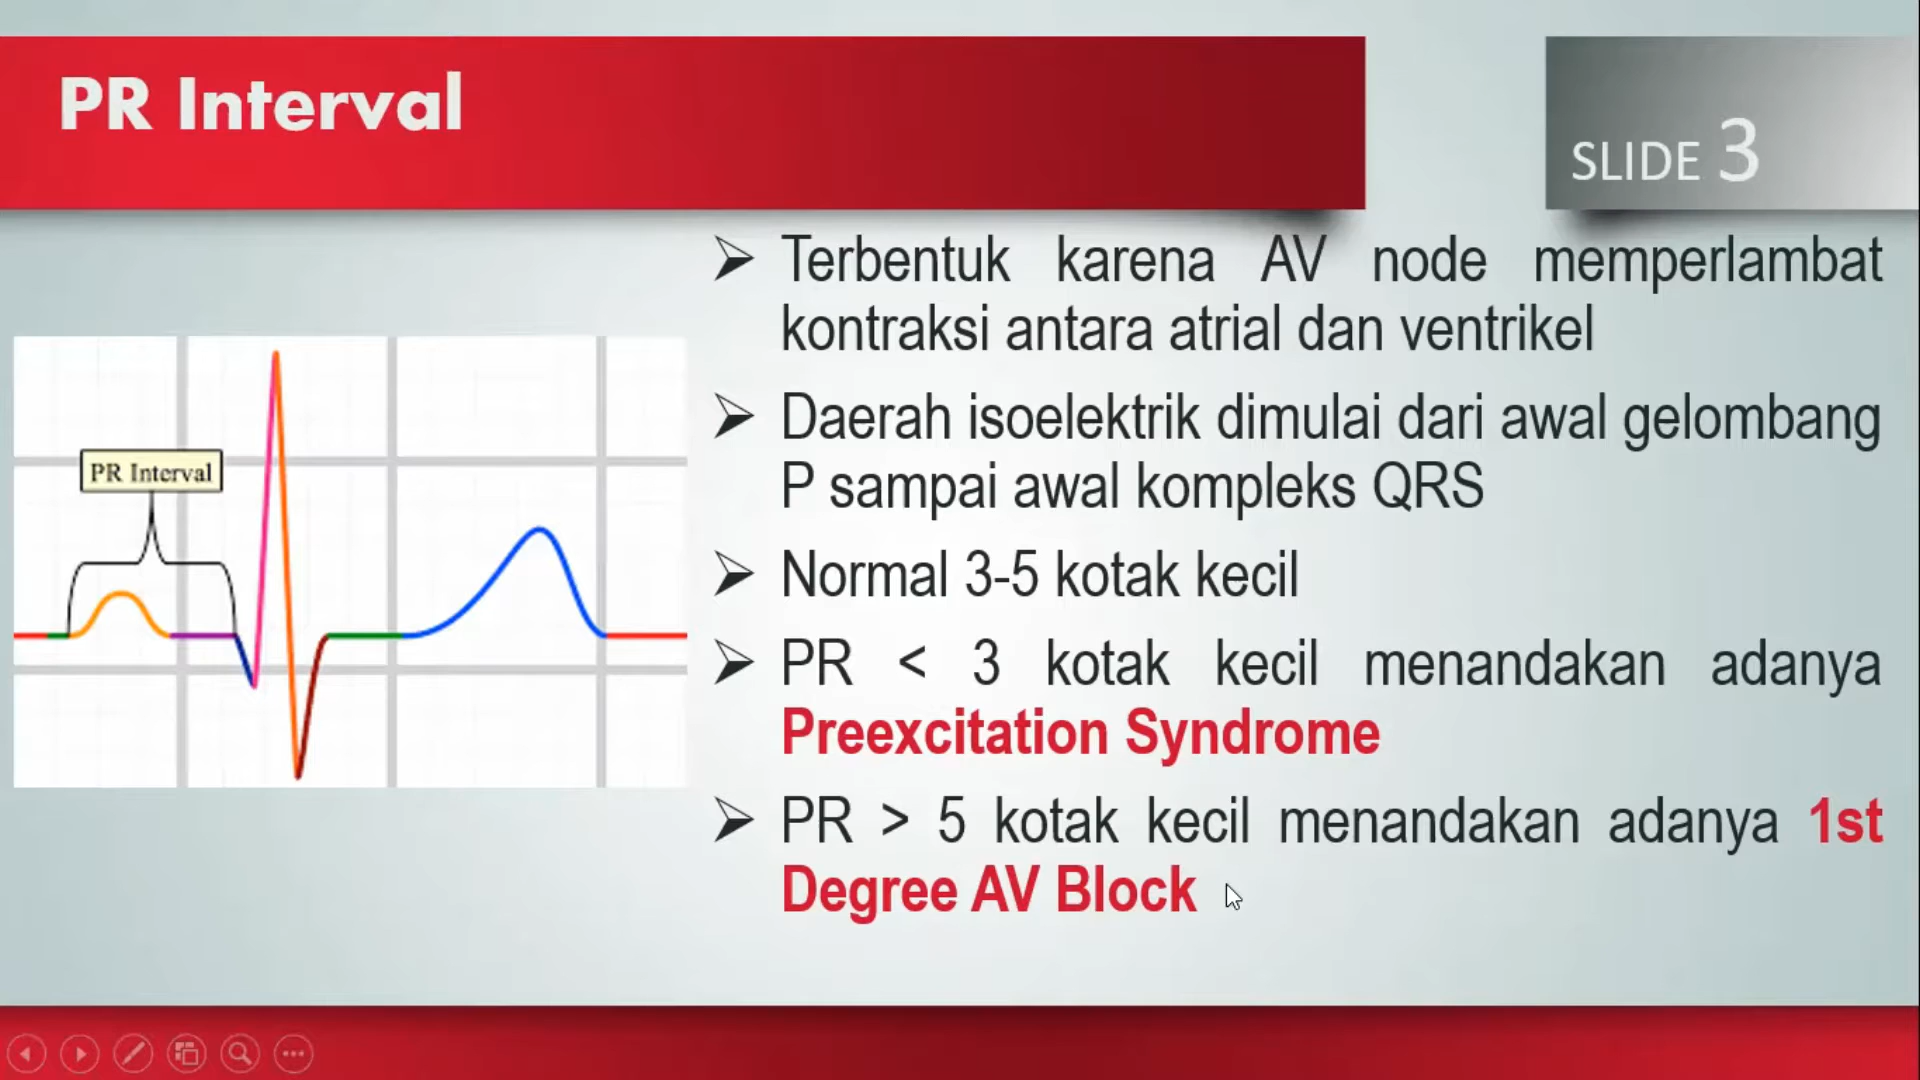 PR Interval
SLIDE 3
Terbentuk karena AV node memperlambat
kontraksi antara atrial dan ventrikel
Daerah isoelektrik dimulai dari awal gelombang
P sampai awal kompleks QRS
Normal 3-5 kotak kecil
PR < 3 kotak kecil menandakan adanya
Preexcitation Syndrome
PR > 5 kotak kecil menandakan adanya 1st
Degree AV Block
PR Interval